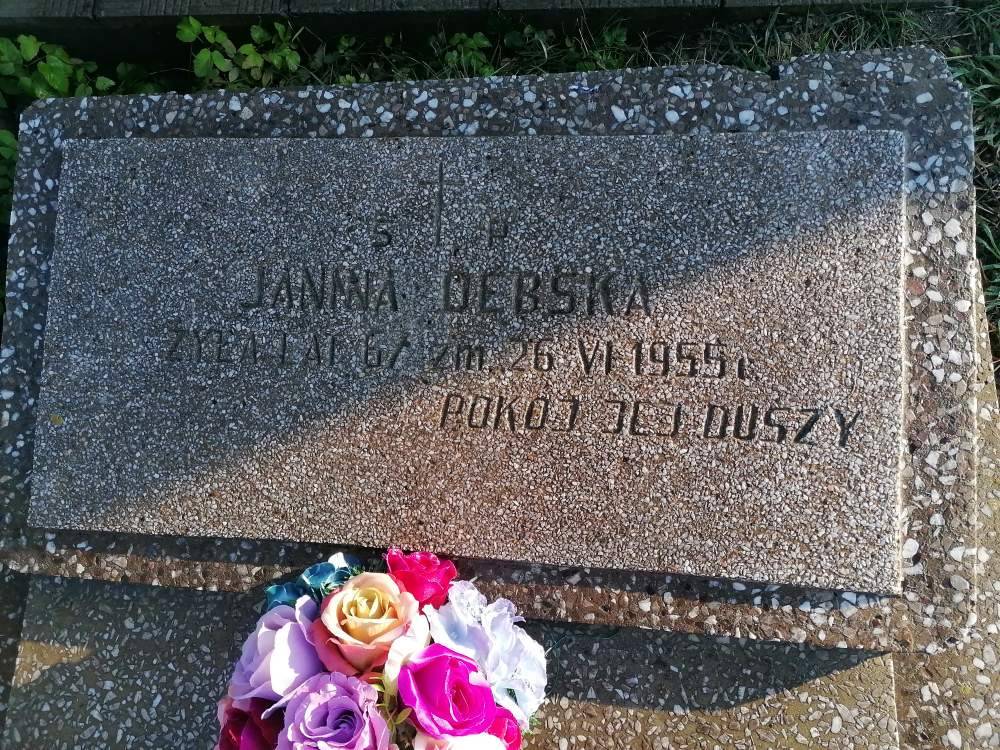 S P
JANINA DĘBSKA
ŻYŁA LAT 67 zm. 26 VI 1955 r.
POKÓJ JEJ DUSZY